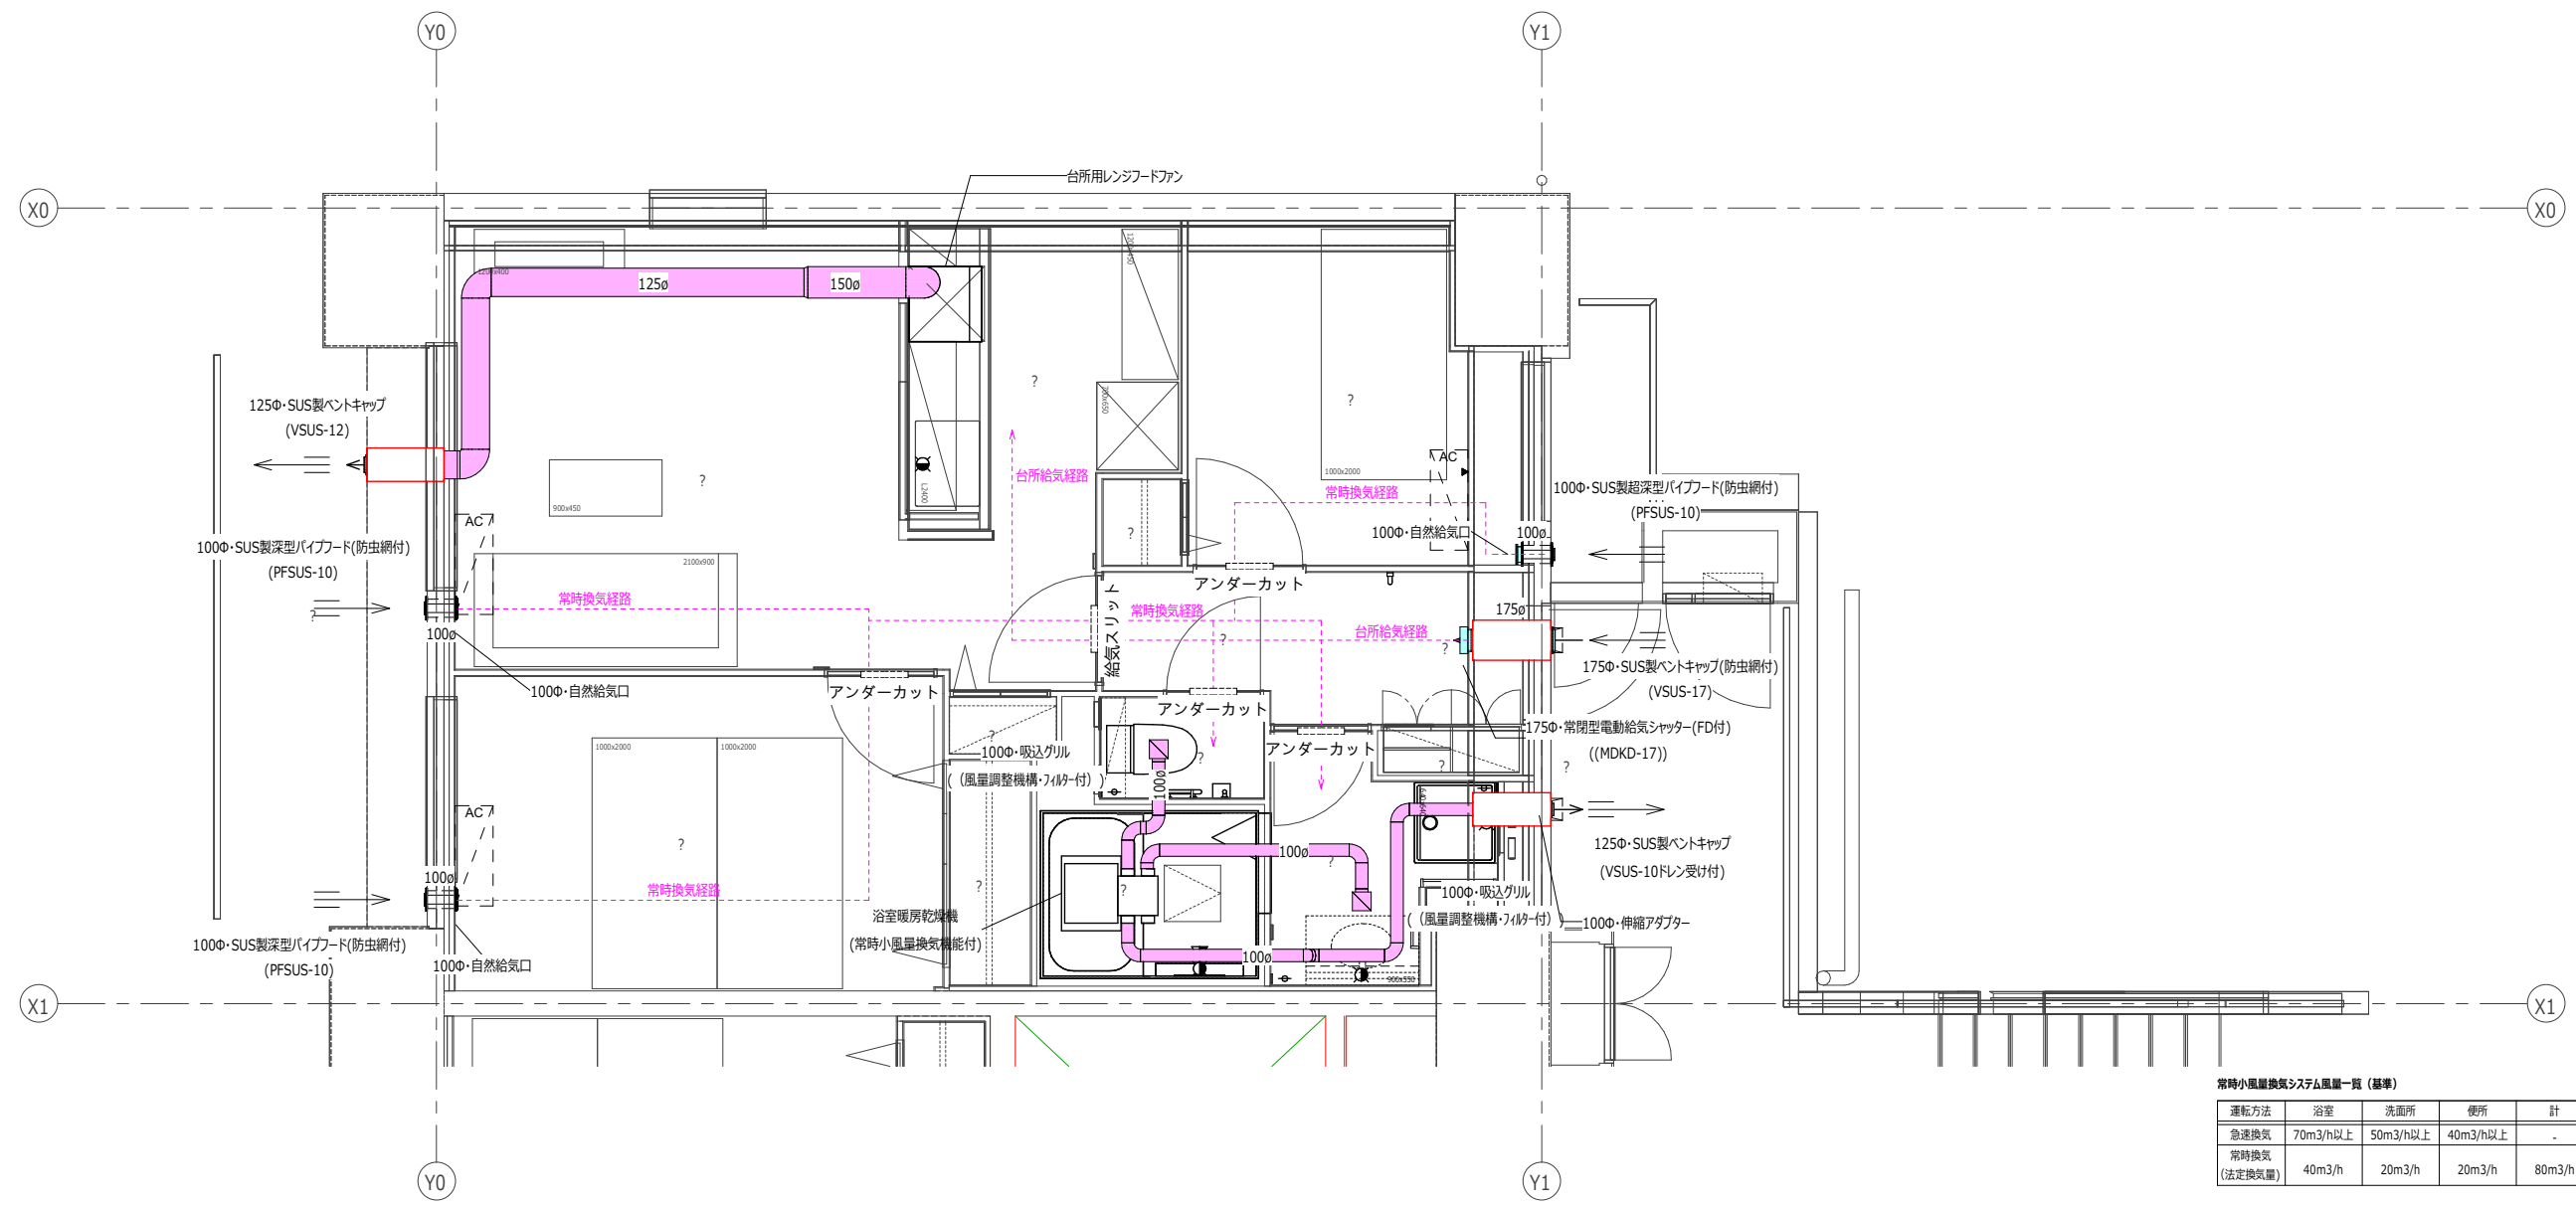 Y0
Y1
台所用レンジフードファン
X0
X0
1200x450
1200x400
125ø
150ø
?
700x650
?
125Φ・SUS製ベントキャップ
(VSUS-12)
AC
1000x2000
台所給気経路
?
L2400
常時換気経路
100Φ・SUS製超深型パイプフード(防虫網付)
(PFSUS-10)
900x450
AC
?
100Φ・自然給気口
100ø
100Φ・SUS製深型パイプフード(防虫網付)
(PFSUS-10)
2100x900
アンダーカット
常時換気経路
給気スリット
常時換気経路
175ø
?
100ø
?
台所給気経路
?
175Φ・SUS製ベントキャップ(防虫網付)
(VSUS-17)
100Φ・自然給気口
アンダーカット
アンダーカット
175Φ・常閉型電動給気シャッター(FD付)
((MDKD-17))
?
100Φ・吸込グリル
(（風量調整機構・フィルター付）)
アンダーカット
?
?
?
1000x2000
1000x2000
100ø
640x640
AC
125Φ・SUS製ベントキャップ
(VSUS-10ドレン受け付)
?
100ø
?
100ø
常時換気経路
?
?
100Φ・吸込グリル
(（風量調整機構・フィルター付）)
浴室暖房乾燥機
(常時小風量換気機能付)
100Φ・伸縮アダプター
100Φ・SUS製深型パイプフード(防虫網付)
(PFSUS-10)
100Φ・自然給気口
100ø
900x550
X1
X1
常時小風量換気システム風量一覧（基準）
運転方法 浴室 洗面所 便所 計
急速換気 70m3/h以上 50m3/h以上 40m3/h以上 -
常時換気
(法定換気量) 40m3/h 20m3/h 20m3/h 80m3/h
Y0
Y1